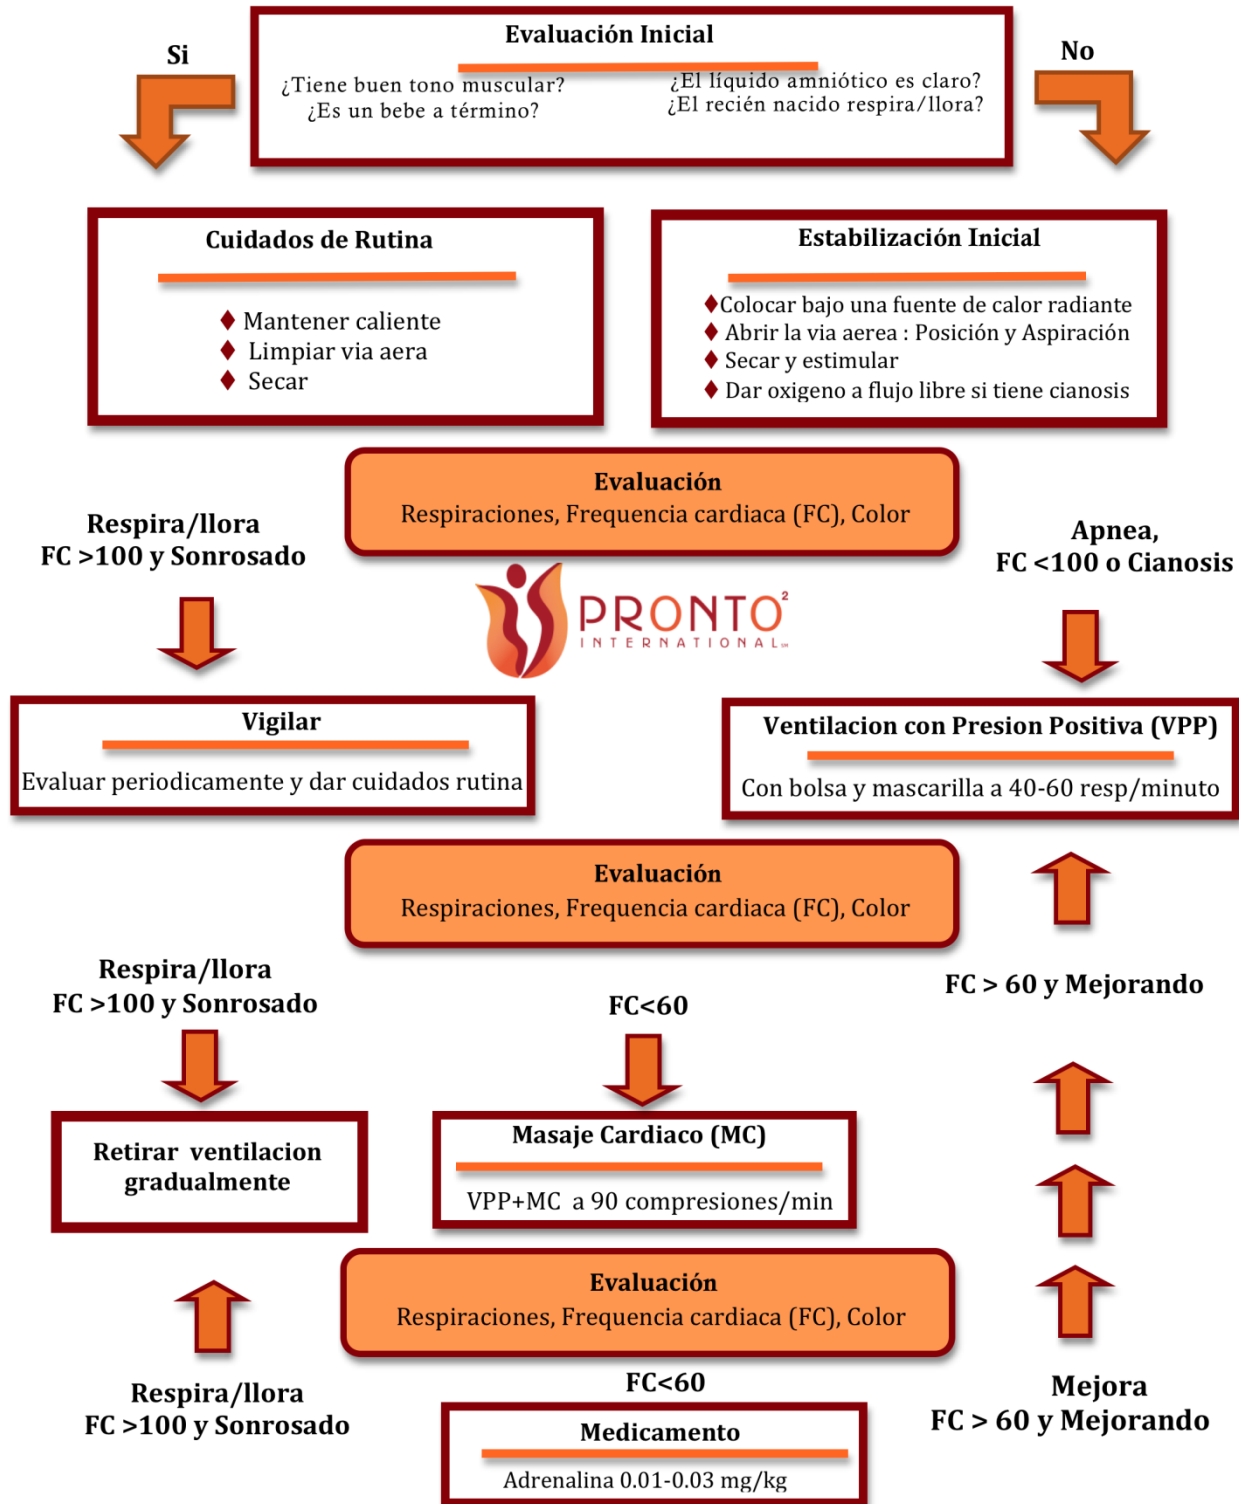 Evaluación Inicial
Si
No
¿Tiene buen tono muscular?
¿Es un bebe a término?
¿El líquido amniótico es claro?
¿El recién nacido respira/llora?
Cuidados de Rutina
♦ Mantener caliente
♦ Limpiar via aera
♦ Secar
Estabilización Inicial
♦Colocar bajo una fuente de calor radiante
♦ Abrir la via aerea : Posición y Aspiración
♦ Secar y estimular
♦ Dar oxigeno a flujo libre si tiene cianosis
Evaluación
Respiraciones, Frequencia cardiaca (FC), Color
Respira/llora
FC >100 y Sonrosado
Apnea,
FC <100 o Cianosis
PRONTO²
INTERNATIONAL SM
Vigilar
Evaluar periodicamente y dar cuidados rutina
Ventilacion con Presion Positiva (VPP)
Con bolsa y mascarilla a 40-60 resp/minuto
Evaluación
Respiraciones, Frequencia cardiaca (FC), Color
Respira/llora
FC >100 y Sonrosado
FC<60
FC > 60 y Mejorando
Retirar ventilacion
gradualmente
Masaje Cardiaco (MC)
VPP+MC a 90 compresiones/min
Evaluación
Respiraciones, Frequencia cardiaca (FC), Color
Respira/llora
FC >100 y Sonrosado
FC<60
Mejora
FC > 60 y Mejorando
Medicamento
Adrenalina 0.01-0.03 mg/kg